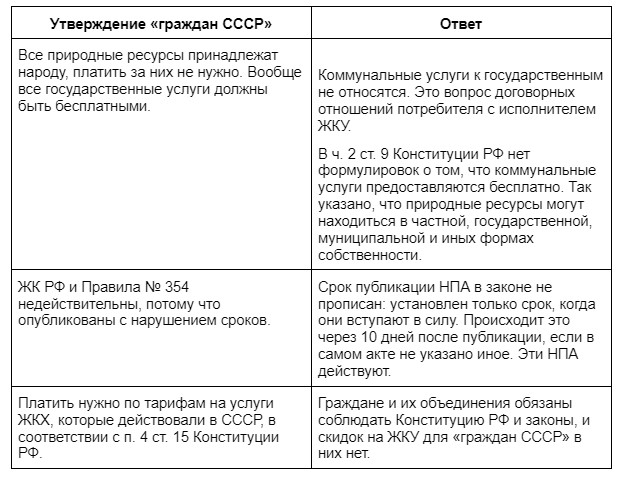 Утверждение «граждан СССР»
Ответ
Все природные ресурсы принадлежат
народу, платить за них не нужно. Вообще
все государственные услуги должны
быть бесплатными.
Коммунальные услуги к государственным
не относятся. Это вопрос договорных
отношений потребителя с исполнителем
ЖКУ.
В ч. 2 ст. 9 Конституции РФ нет
формулировок о том, что коммунальные
услуги предоставляются бесплатно. Так
указано, что природные ресурсы могут
находиться в частной, государственной,
муниципальной и иных формах
собственности.
ЖК РФ и Правила № 354
недействительны, потому что
опубликованы с нарушением сроков.
Срок публикации НПА в законе не
прописан: установлен только срок, когда
они вступают в силу. Происходит это
через 10 дней после публикации, если в
самом акте не указано иное. Эти НПА
действуют.
Платить нужно по тарифам на услуги
ЖКХ, которые действовали в СССР, в
соответствии с п. 4 ст. 15 Конституции
РФ.
Граждане и их объединения обязаны
соблюдать Конституцию РФ и законы, и
скидок на ЖКУ для «граждан СССР» в
них нет.